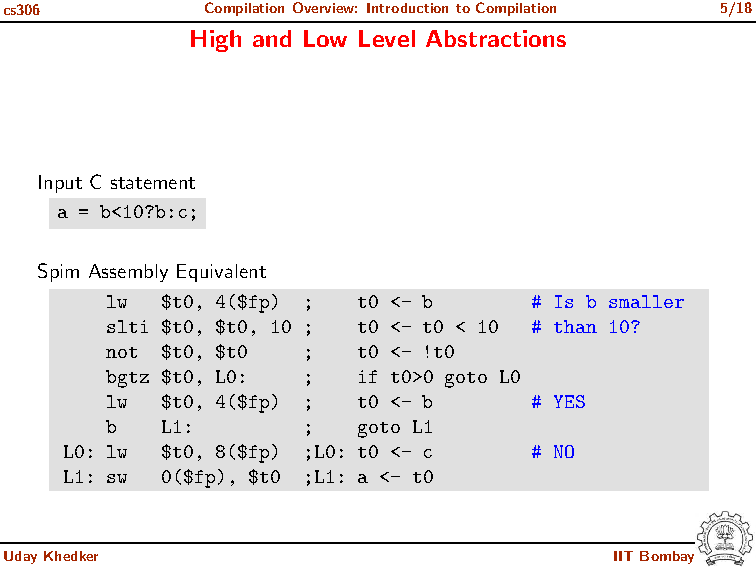 cs306 Compilation Overview: Introduction to Compilation 5/18
High and Low Level Abstractions
Input C statement
a = b<10?b:c;
Spim Assembly Equivalent
lw $t0, 4($fp) ; t0 <- b # Is b smaller
slti $t0, $t0, 10 ; t0 <- t0 < 10 # than 10?
not $t0, $t0 ; t0 <- !t0
bgtz $t0, L0: ; if t0>0 goto L0
lw $t0, 4($fp) ; t0 <- b # YES
b L1: ; goto L1
L0: lw $t0, 8($fp) ;L0: t0 <- c # NO
L1: sw 0($fp), $t0 ;L1: a <- t0
Uday Khedker IIT Bombay